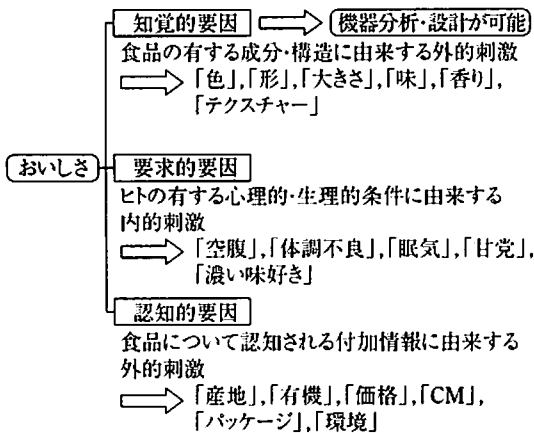 知覚的要因 機器分析・設計が可能
食品の有する成分・構造に由来する外的刺激
「色」,「形」,「大きさ」,「味」,「香り」,
「テクスチャー」
おいしさ 要求的要因
ヒトの有する心理的・生理的条件に由来する
内的刺激
「空腹」,「体調不良」,「眠気」,「甘党」,
「濃い味好き」
認知的要因
食品について認知される付加情報に由来する
外的刺激
「産地」,「有機」,「価格」,「CM」,
「パッケージ」,「環境」